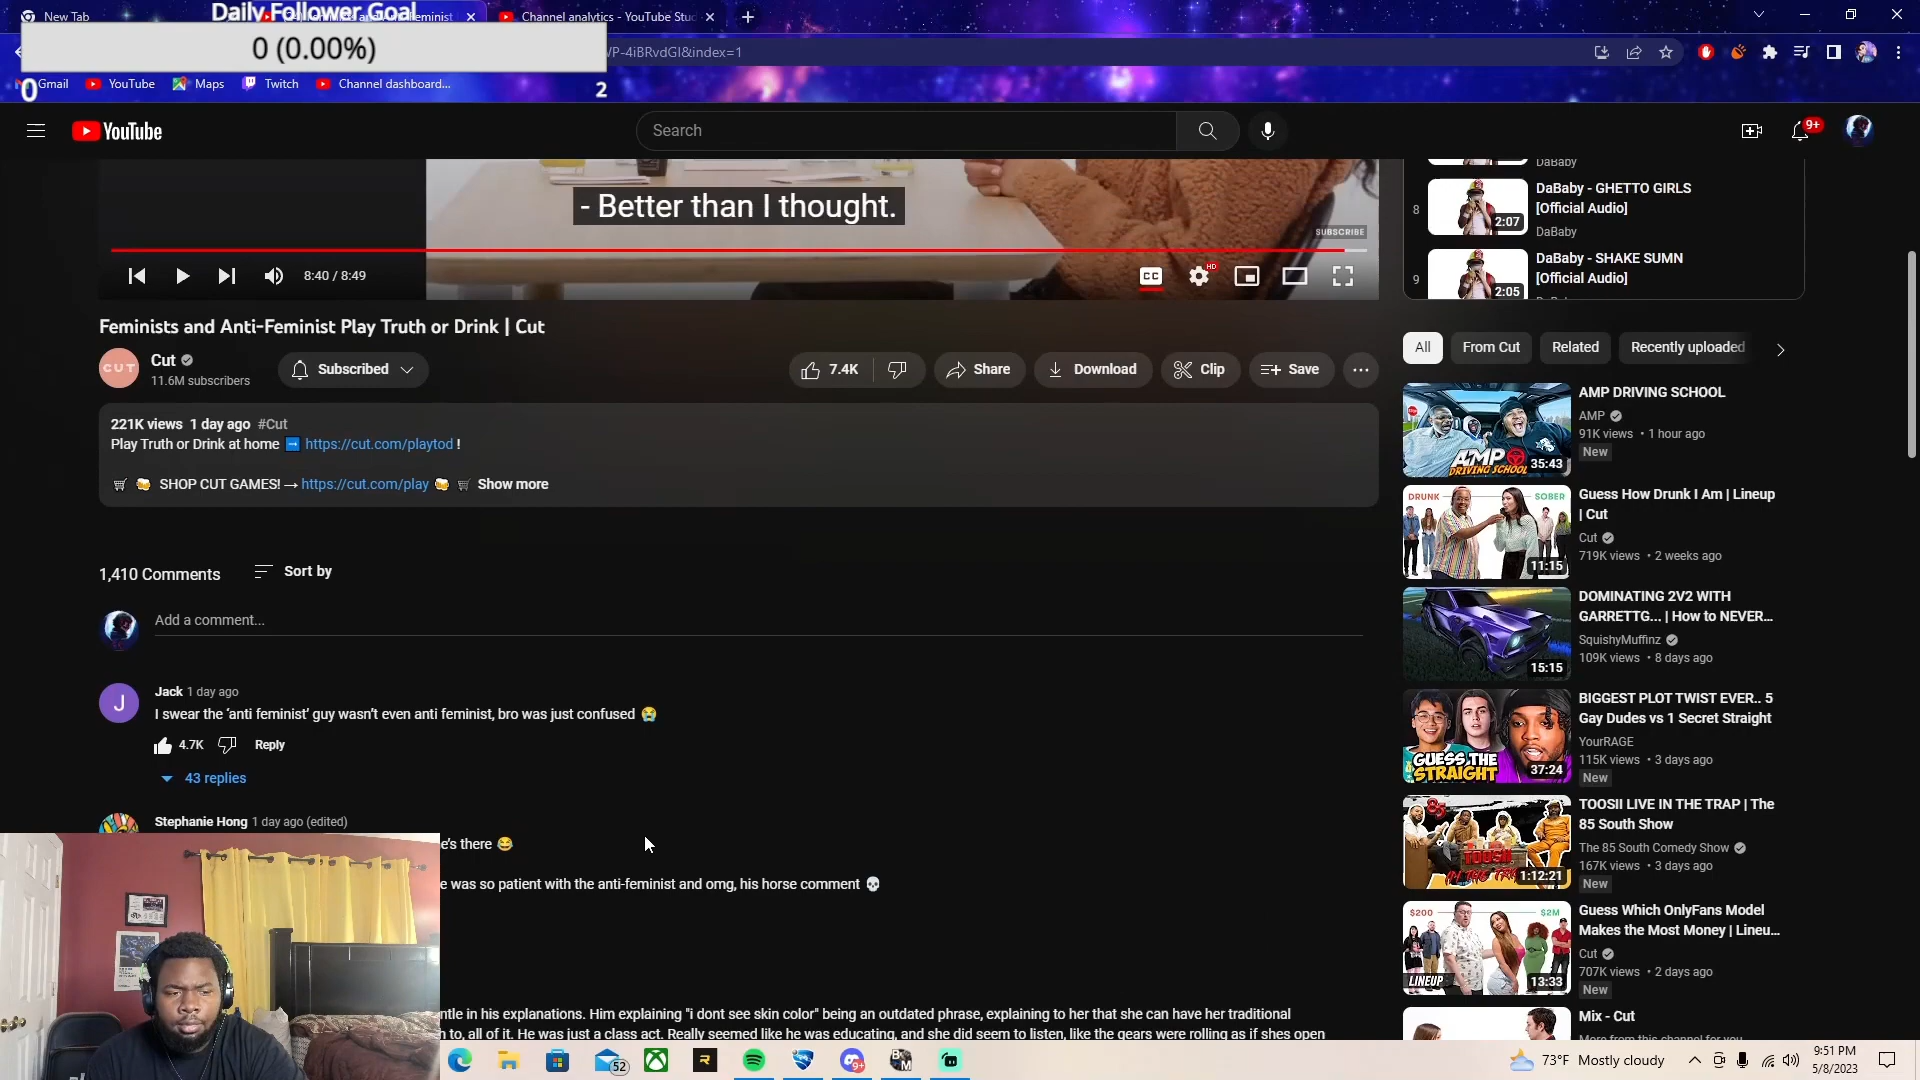 New Tab
Daily Follower Goal
Channel analytics - YouTube Stud
0 (0.00%)
0
2
VP-4iBRvdGI&index=1
Gmail
YouTube
Maps
Twitch
Channel dashboard...
YouTube
Search
9+
- Better than I thought.
SUBSCRIBE
8:40 / 8:49
CC
HD
DaBaby
8
DaBaby - GHETTO GIRLS
[Official Audio]
2:07
DaBaby
9
DaBaby - SHAKE SUMN
[Official Audio]
2:05
Feminists and Anti-Feminist Play Truth or Drink | Cut
CUT
Cut
11.6M subscribers
Subscribed
7.4K
Share
Download
Clip
Save
221K views 1 day ago #Cut
Play Truth or Drink at home https://cut.com/playtod !
SHOP CUT GAMES! → https://cut.com/play Show more
1,410 Comments
Sort by
Add a comment...
J
Jack 1 day ago
I swear the ‘anti feminist’ guy wasn’t even anti feminist, bro was just confused 😭
4.7K
Reply
43 replies
Stephanie Hong 1 day ago (edited)
e's there 😂
e was so patient with the anti-feminist and omg, his horse comment 💀
ntle in his explanations. Him explaining "i dont see skin color" being an outdated phrase, explaining to her that she can have her traditional
h to, all of it. He was just a class act. Really seemed like he was educating, and she did seem to listen, like the gears were rolling as if shes open
All
From Cut
Related
Recently uploaded
AMP DRIVING SCHOOL
AMP
91K views • 1 hour ago
New
AMP
DRIVING SCHOOL
35:43
Guess How Drunk I Am | Lineup
| Cut
Cut
719K views • 2 weeks ago
DRUNK
SOBER
11:15
DOMINATING 2V2 WITH
GARRETTG... | How to NEVER...
SquishyMuffinz
109K views • 8 days ago
15:15
BIGGEST PLOT TWIST EVER.. 5
Gay Dudes vs 1 Secret Straight
YourRAGE
115K views • 3 days ago
New
GUESS THE
STRAIGHT
37:24
TOOSII LIVE IN THE TRAP | The
85 South Show
The 85 South Comedy Show
167K views • 3 days ago
New
85
TOOSII
IN THE TRAP
1:12:21
Guess Which OnlyFans Model
Makes the Most Money | Lineu...
Cut
707K views • 2 days ago
New
$200
$2M
LINEUP
13:33
Mix - Cut
More from this channel for you
52
9+
73°F Mostly cloudy
9:51 PM
5/8/2023